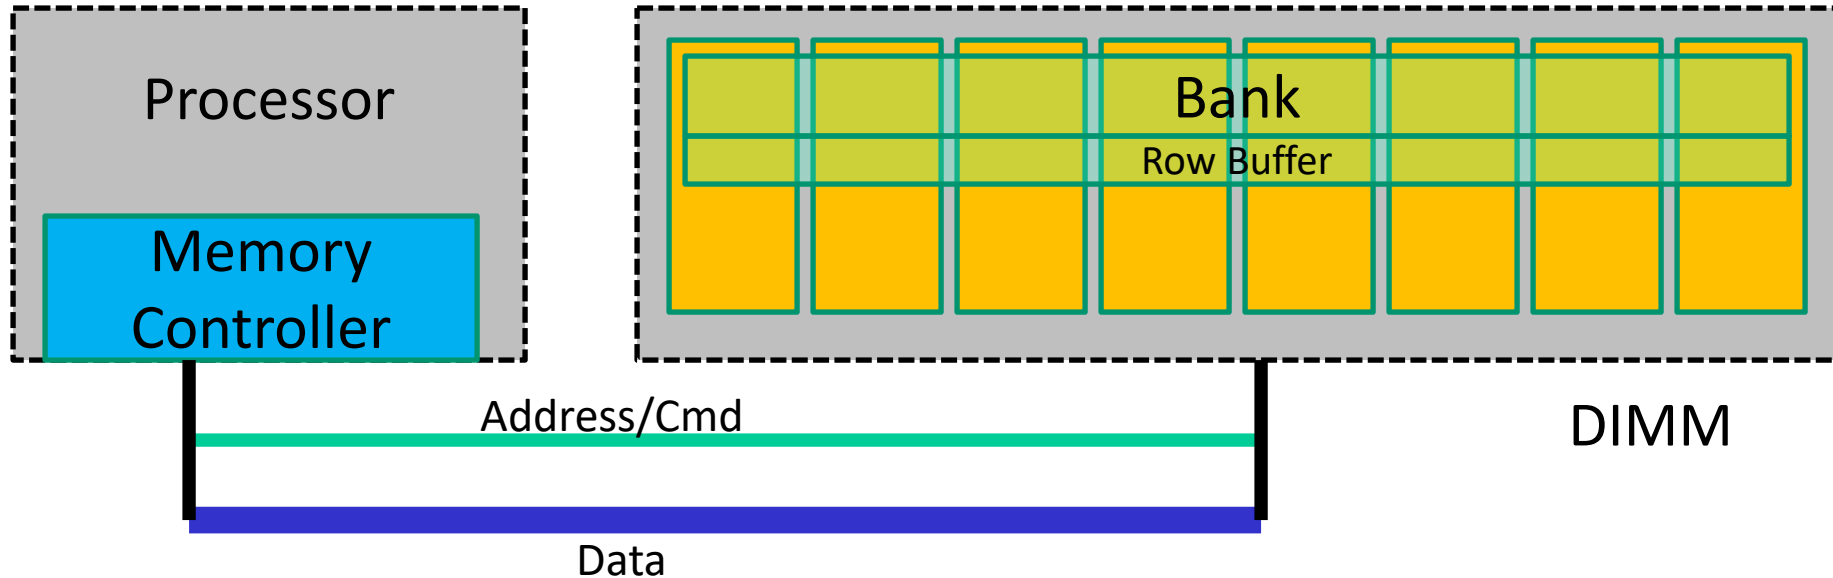 Processor
Memory
Controller
Bank
Row Buffer
Address/Cmd
DIMM
Data